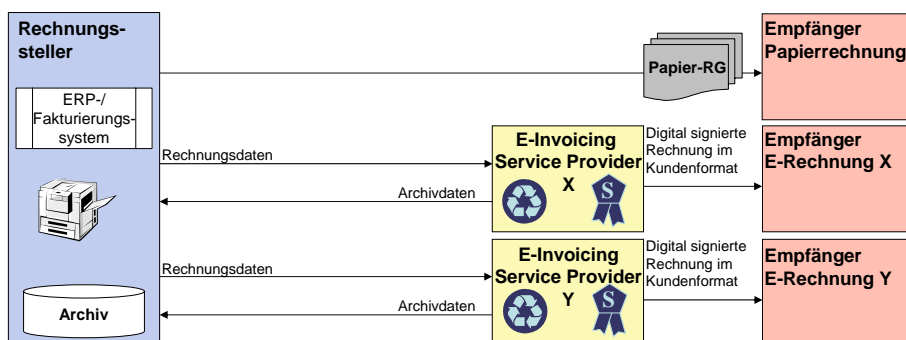 Rechnungs-
steller
ERP-/
Fakturierungs-
system
Archiv
Papier-RG
Empfänger
Papierrechnung
Rechnungsdaten
Archivdaten
E-Invoicing
Service Provider
X
S
Digital signierte
Rechnung im
Kundenformat
Empfänger
E-Rechnung X
Rechnungsdaten
Archivdaten
E-Invoicing
Service Provider
Y
S
Digital signierte
Rechnung im
Kundenformat
Empfänger
E-Rechnung Y